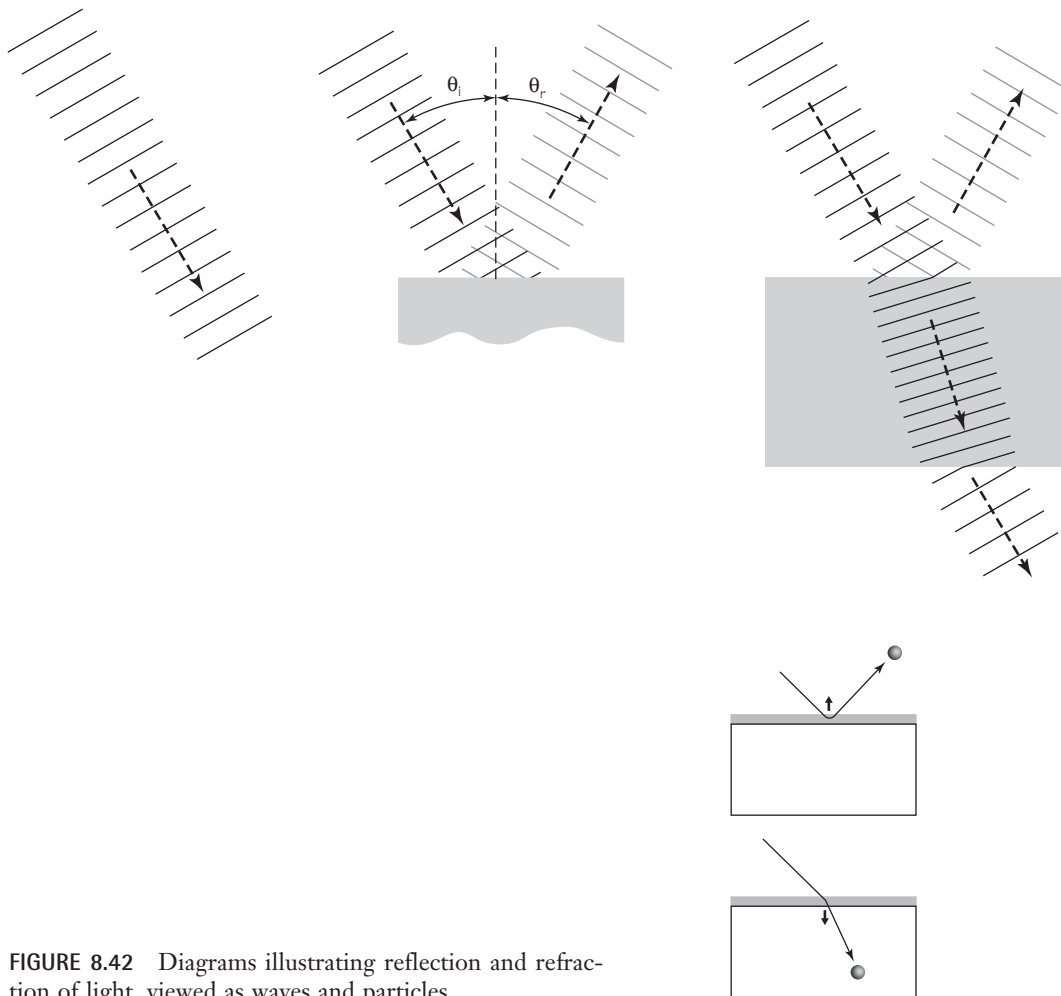 θi
θr
FIGURE 8.42 Diagrams illustrating reflection and refrac-
tion of light, viewed as waves and particles